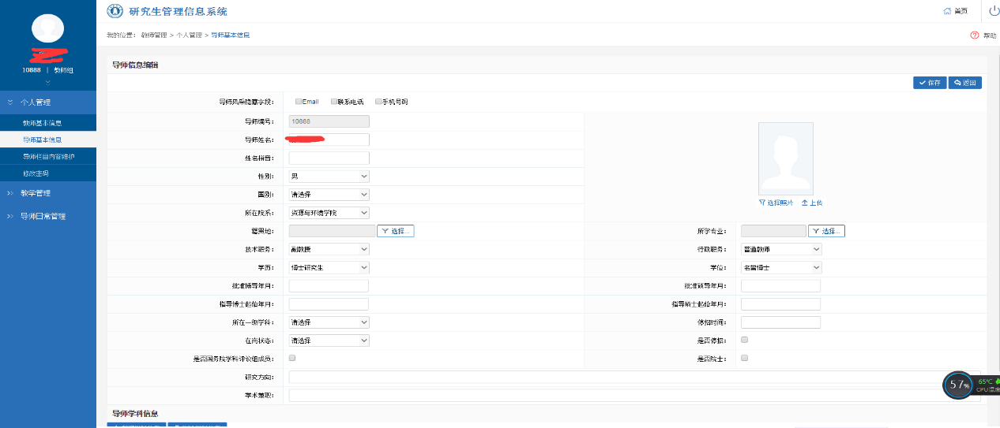 研究生管理信息系统
首页
我的位置： 教师管理 > 个人管理 > 导师基本信息
帮助
10888 | 教师组
个人管理
教师基本信息
导师基本信息
导师栏目内容维护
修改密码
教学管理
导师日常管理
导师信息编辑
保存 返回
导师风采隐藏字段： Email 联系电话 手机号码
导师编号： 10888
导师姓名：
姓名拼音：
性别： 男
国别： 请选择
所在院系： 资源与环境学院
选择照片 上传
籍贯地： 选择... 所学专业： 选择...
技术职务： 副教授 行政职务： 普通教师
学历： 博士研究生 学位： 名誉博士
批准博导年月： 批准硕导年月：
指导博士起始年月： 指导硕士起始年月：
所在一级学科： 请选择 停招时间：
在岗状态： 请选择 是否停招：
是否国务院学科评议组成员： 是否院士：
研究方向：
学术兼职：
57% 65℃
CPU温度
导师学科信息